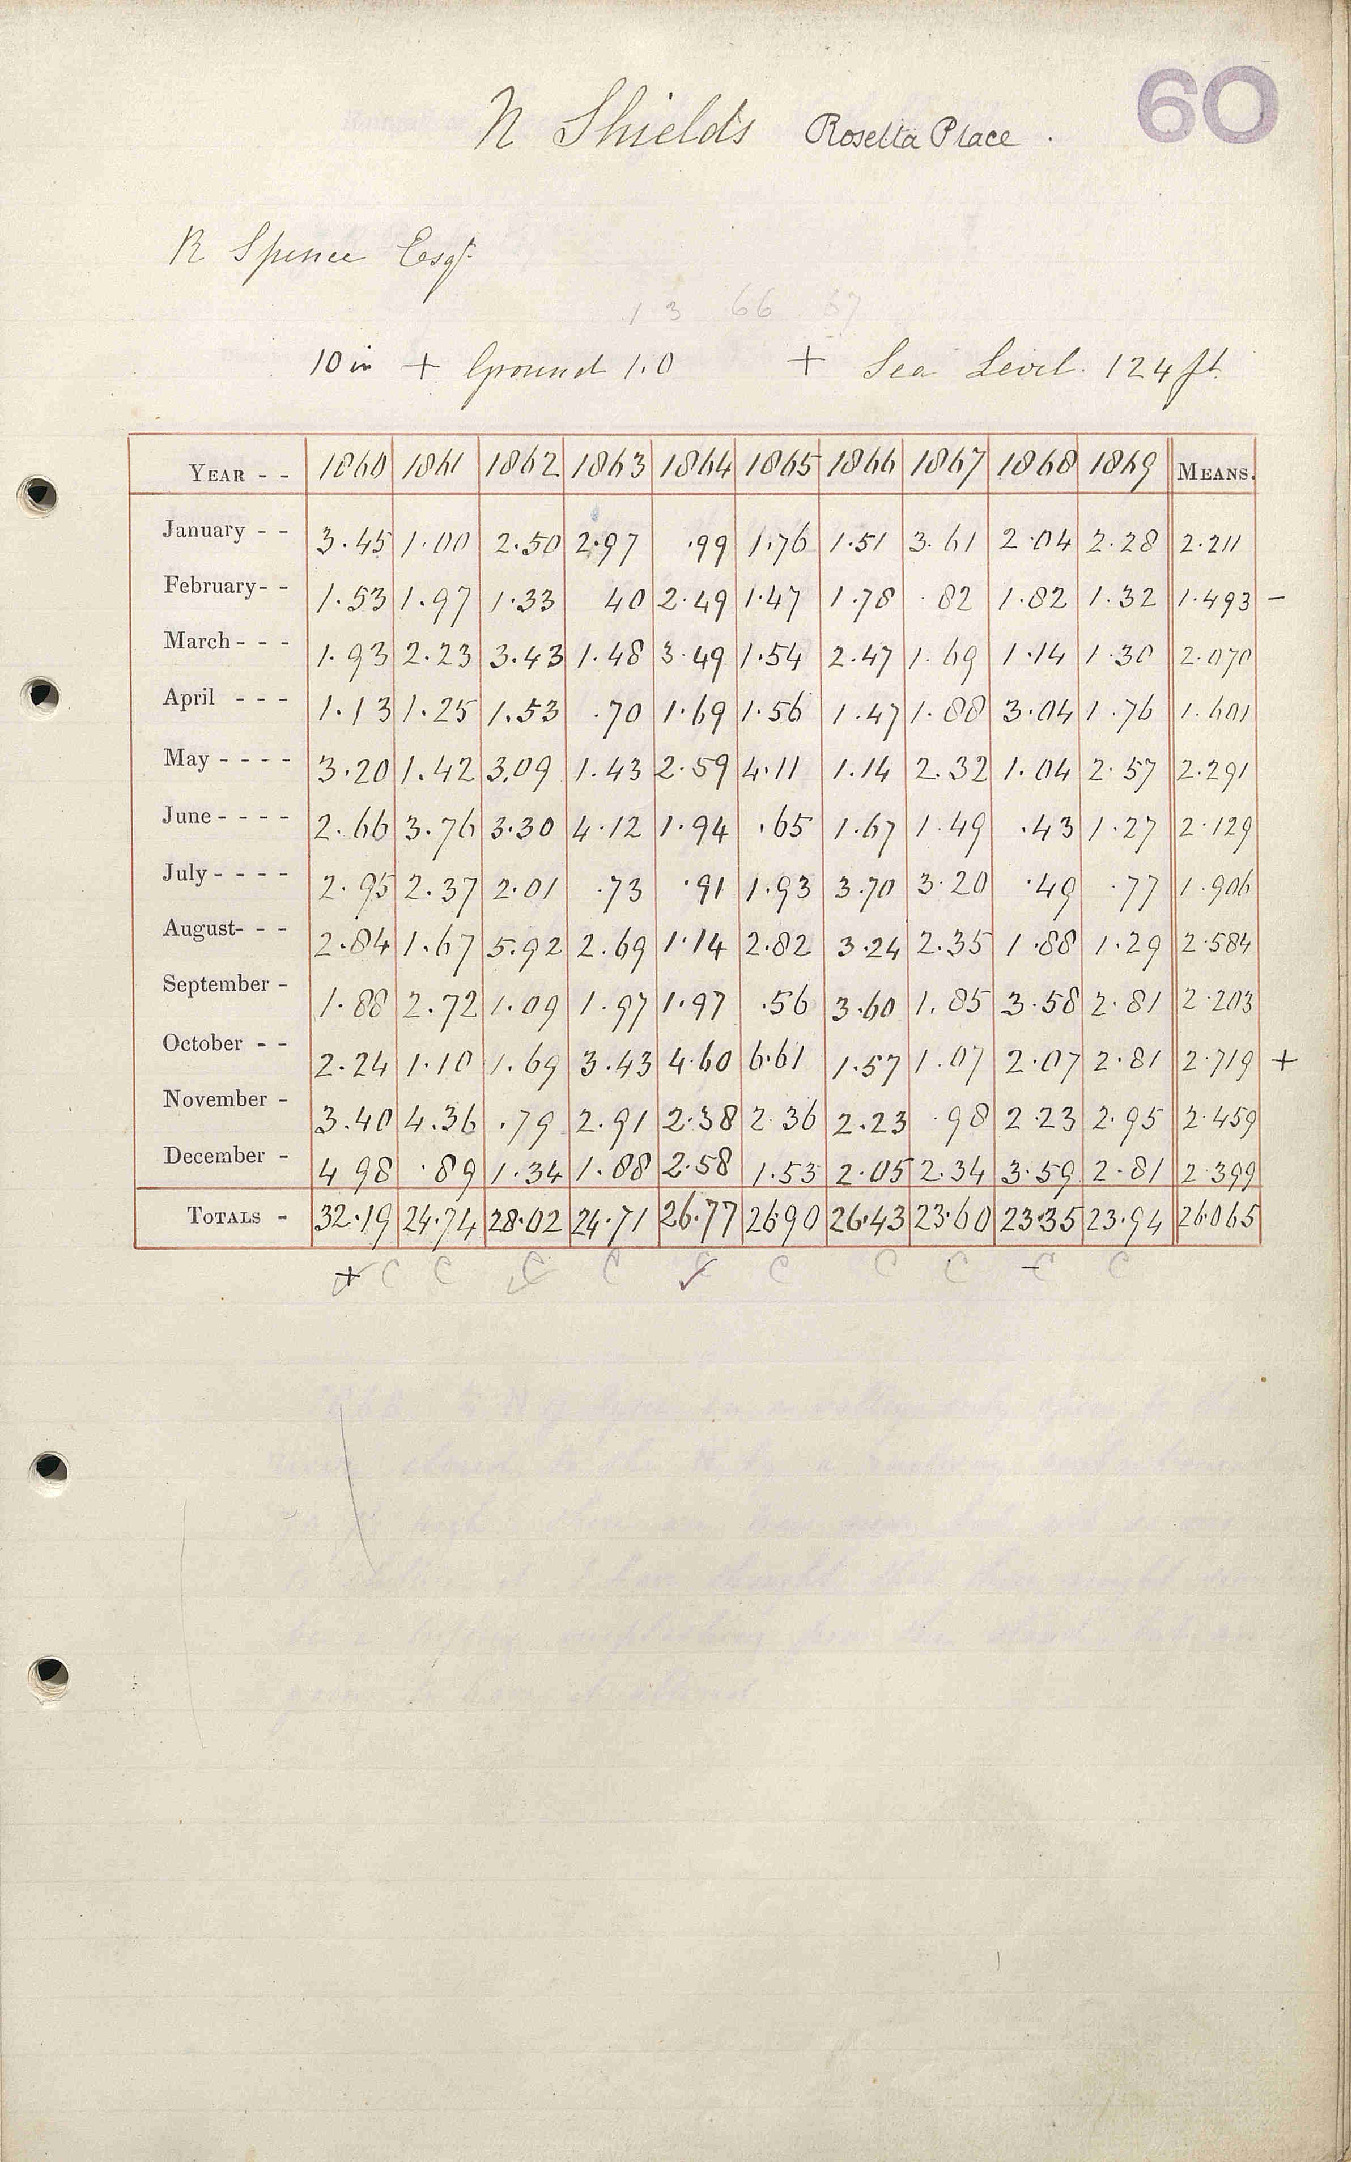 60
N Shields Rosella Place .
R Spence Esqr.
13 66 67
10 in + Ground 1.0 + Sea Level. 124 ft.
YEAR - - 1860 1861 1862 1863 1864 1865 1866 1867 1868 1869 MEANS.
January - - 3.45 1.00 2.50 2.97 .99 1.76 1.51 3.61 2.04 2.28 2.211
February- - 1.53 1.97 1.33 40 2.49 1.47 1.78 .82 1.82 1.32 1.493 -
March - - - 1.93 2.23 3.43 1.48 3.49 1.54 2.47 1.69 1.14 1.30 2.070
April - - - 1.13 1.25 1.53 .70 1.69 1.56 1.47 1.88 3.04 1.76 1.601
May - - - - 3.20 1.42 3.09 1.43 2.59 4.11 1.14 2.32 1.04 2.57 2.291
June - - - - 2.66 3.76 3.30 4.12 1.94 .65 1.67 1.49 .43 1.27 2.129
July - - - - 2.95 2.37 2.01 .73 .91 1.93 3.70 3.20 .49 .77 1.906
August- - - 2.84 1.67 5.92 2.69 1.14 2.82 3.24 2.35 1.88 1.29 2.584
September - 1.88 2.72 1.09 1.97 1.97 .56 3.60 1.85 3.58 2.81 2.203
October - - 2.24 1.10 1.69 3.43 4.60 6.61 1.57 1.07 2.07 2.81 2.719 +
November - 3.40 4.36 .79 2.91 2.38 2.36 2.23 .98 2.23 2.95 2.459
December - 4 98 .89 1.34 1.88 2.58 1.53 2.05 2.34 3.59 2.81 2.399
TOTALS - 32.19 24.74 28.02 24.71 26.77 26.90 26.43 23.60 23.35 23.94 26.065
+ C C C C C C C C - C C